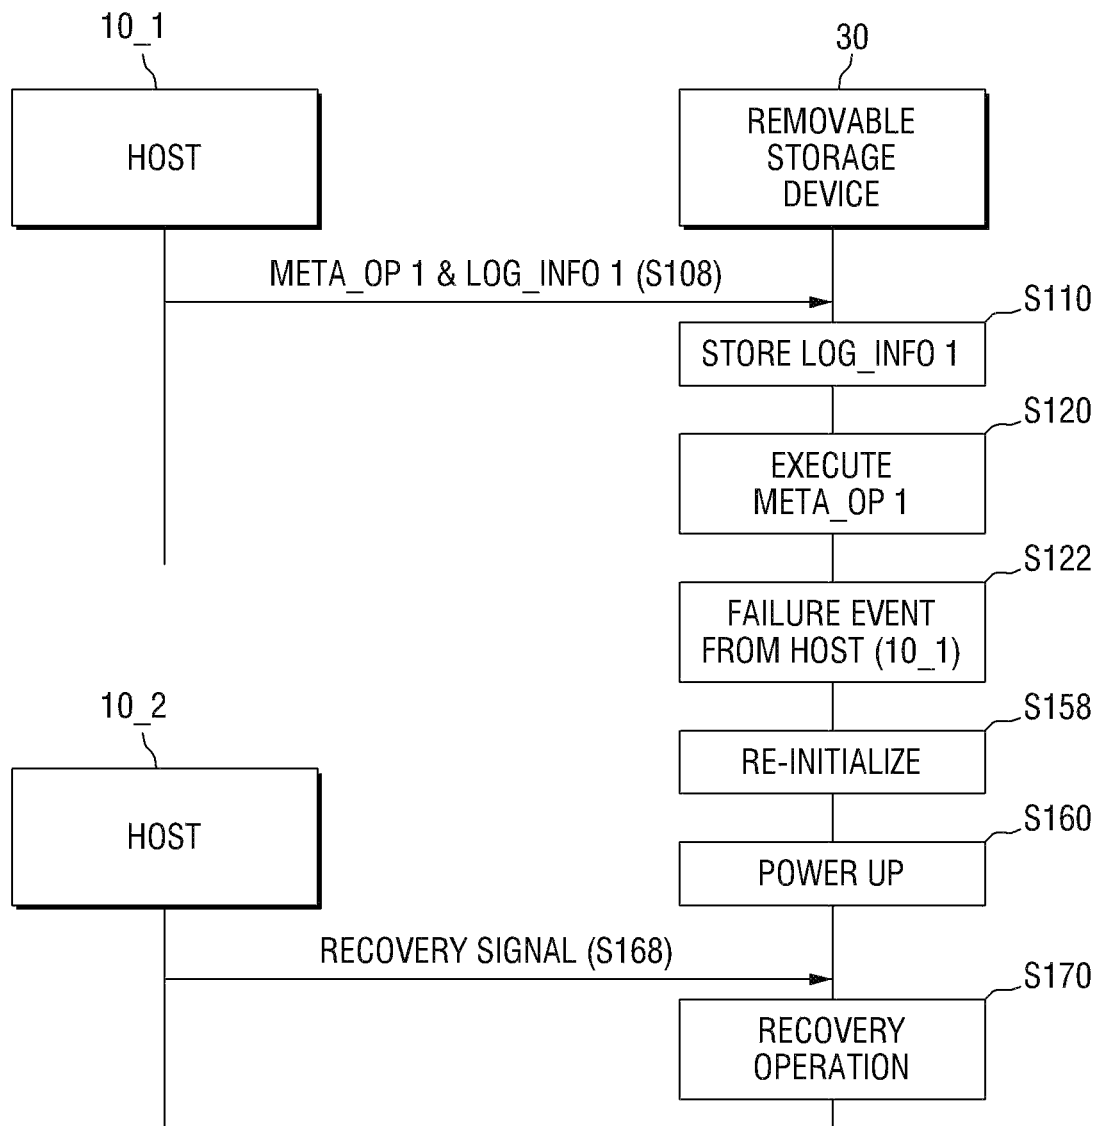 10_1
30
HOST
REMOVABLE
STORAGE
DEVICE
META_OP 1 & LOG_INFO 1 (S108)
S110
STORE LOG_INFO 1
S120
EXECUTE
META_OP 1
S122
FAILURE EVENT
FROM HOST (10_1)
10_2
S158
RE-INITIALIZE
HOST
S160
POWER UP
RECOVERY SIGNAL (S168)
S170
RECOVERY
OPERATION